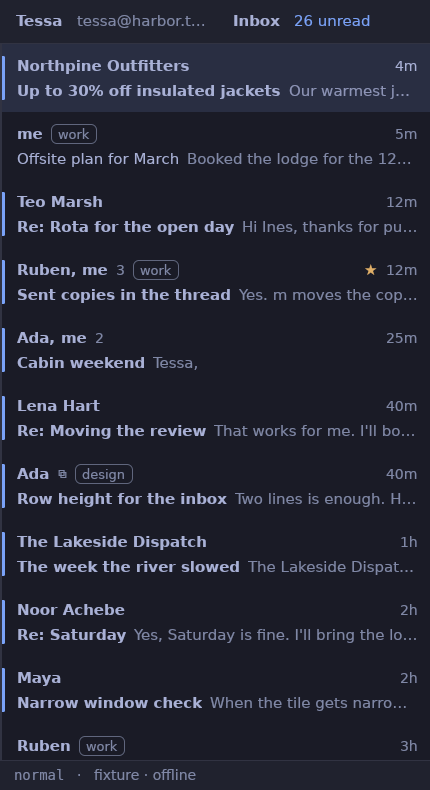 Tessa tessa@harbor.t... Inbox 26 unread
Northpine Outfitters 4m
Up to 30% off insulated jackets Our warmest j...
me work 5m
Offsite plan for March Booked the lodge for the 12...
Teo Marsh 12m
Re: Rota for the open day Hi Ines, thanks for pu...
Ruben, me 3 work ★ 12m
Sent copies in the thread Yes. m moves the cop...
Ada, me 2 25m
Cabin weekend Tessa,
Lena Hart 40m
Re: Moving the review That works for me. I'll bo...
Ada design 40m
Row height for the inbox Two lines is enough. H...
The Lakeside Dispatch 1h
The week the river slowed The Lakeside Dispat...
Noor Achebe 2h
Re: Saturday Yes, Saturday is fine. I'll bring the lo...
Maya 2h
Narrow window check When the tile gets narro...
Ruben work 3h
normal · fixture · offline